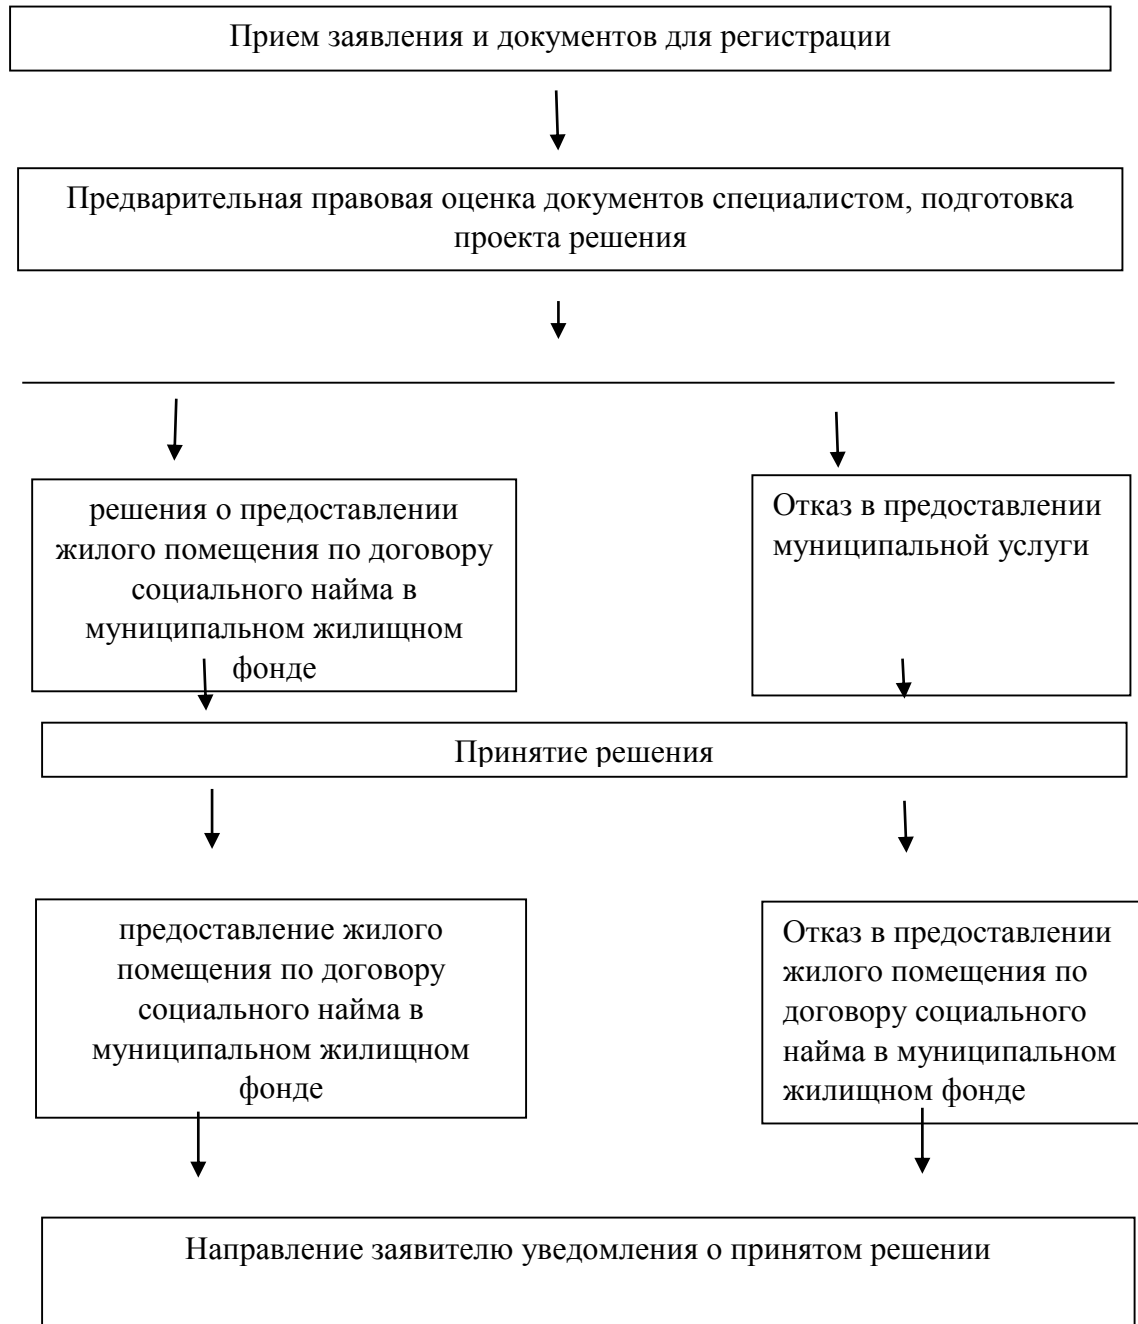 Прием заявления и документов для регистрации
Предварительная правовая оценка документов специалистом, подготовка
проекта решения
решения о предоставлении
жилого помещения по договору
социального найма в
муниципальном жилищном
фонде
Отказ в предоставлении
муниципальной услуги
Принятие решения
предоставление жилого
помещения по договору
социального найма в
муниципальном жилищном
фонде
Отказ в предоставлении
жилого помещения по
договору социального
найма в муниципальном
жилищном фонде
Направление заявителю уведомления о принятом решении